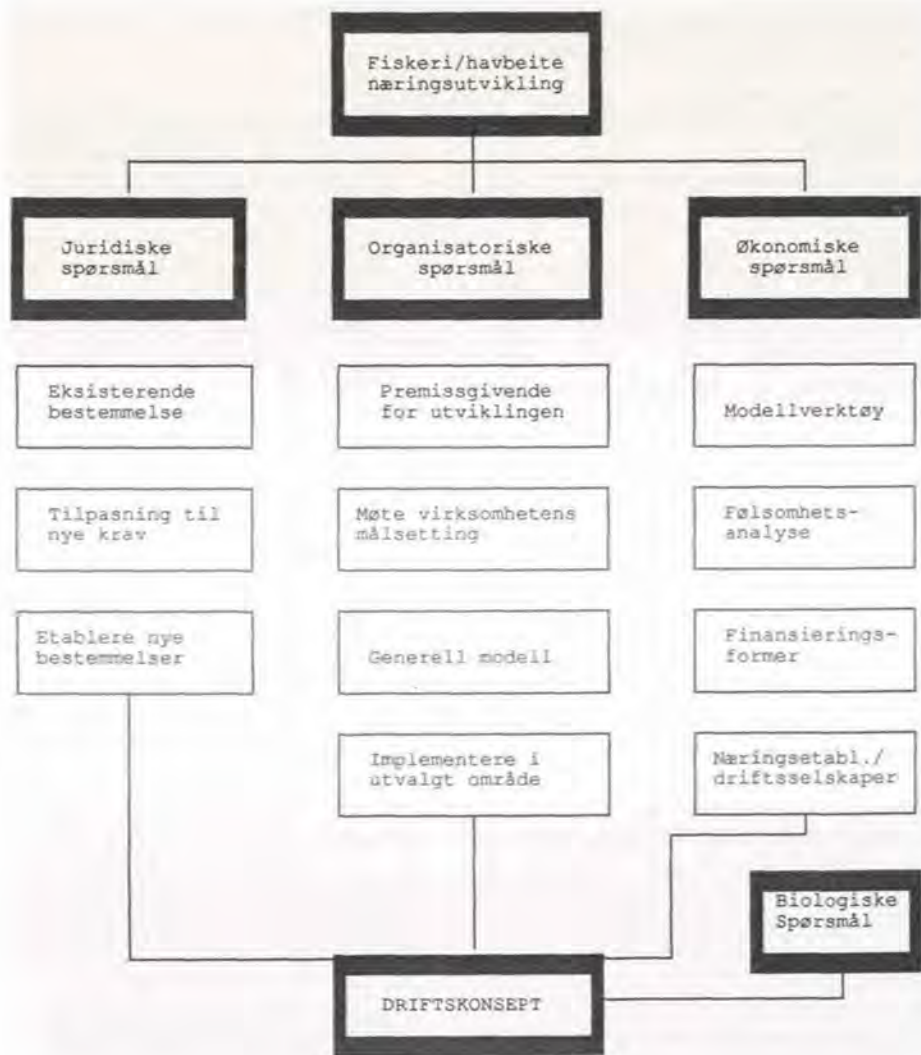 Fiskeri/havbeite
næringsutvikling
Juridiske
spørsmål
Organisatoriske
spørsmål
Økonomiske
spørsmål
Eksisterende
bestemmelse
Premissgivende
for utviklingen
Modellverktøy
Tilpasning til
nye krav
Møte virksomhetens
målsetting
Følsomhets-
analyse
Etablere nye
bestemmelser
Generell modell
Finansierings-
former
Implementere i
utvalgt område
Næringsetabl./
driftsselskaper
Biologiske
Spørsmål
DRIFTSKONSEPT